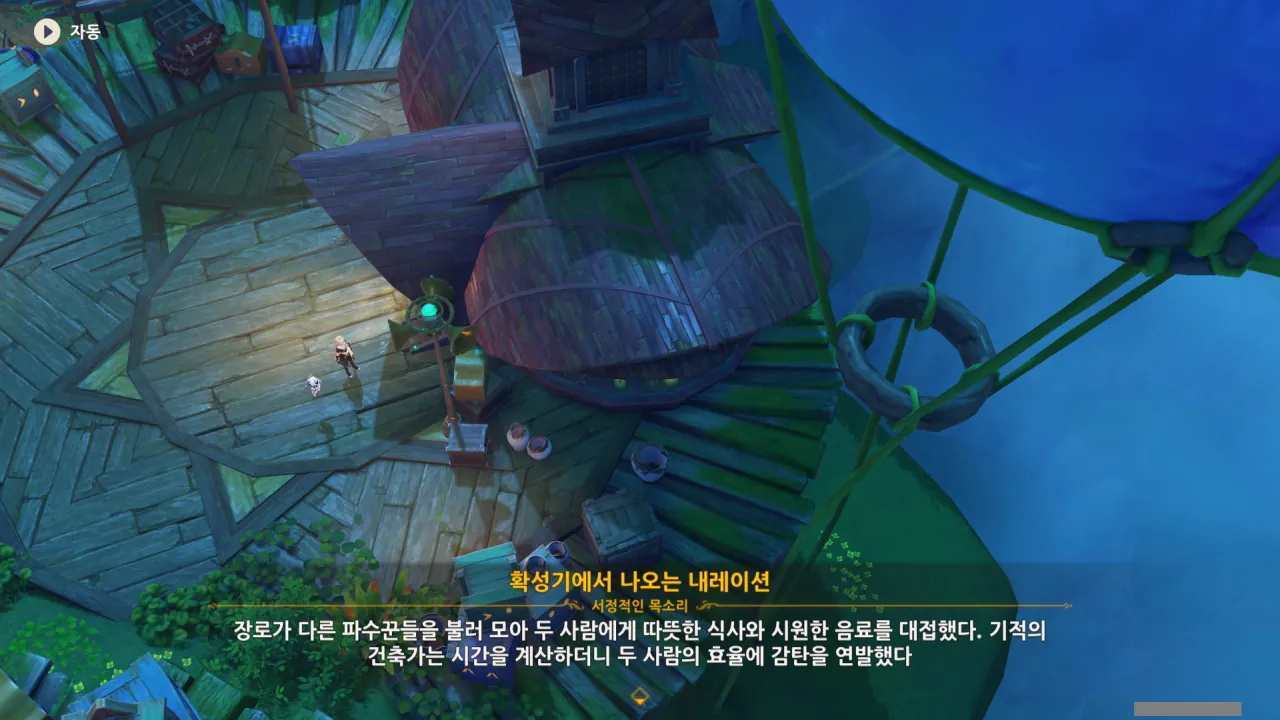 자동
확성기에서 나오는 내레이션
서정적인 목소리
장로가 다른 파수꾼들을 불러 모아 두 사람에게 따뜻한 식사와 시원한 음료를 대접했다. 기적의
건축가는 시간을 계산하더니 두 사람의 효율에 감탄을 연발했다